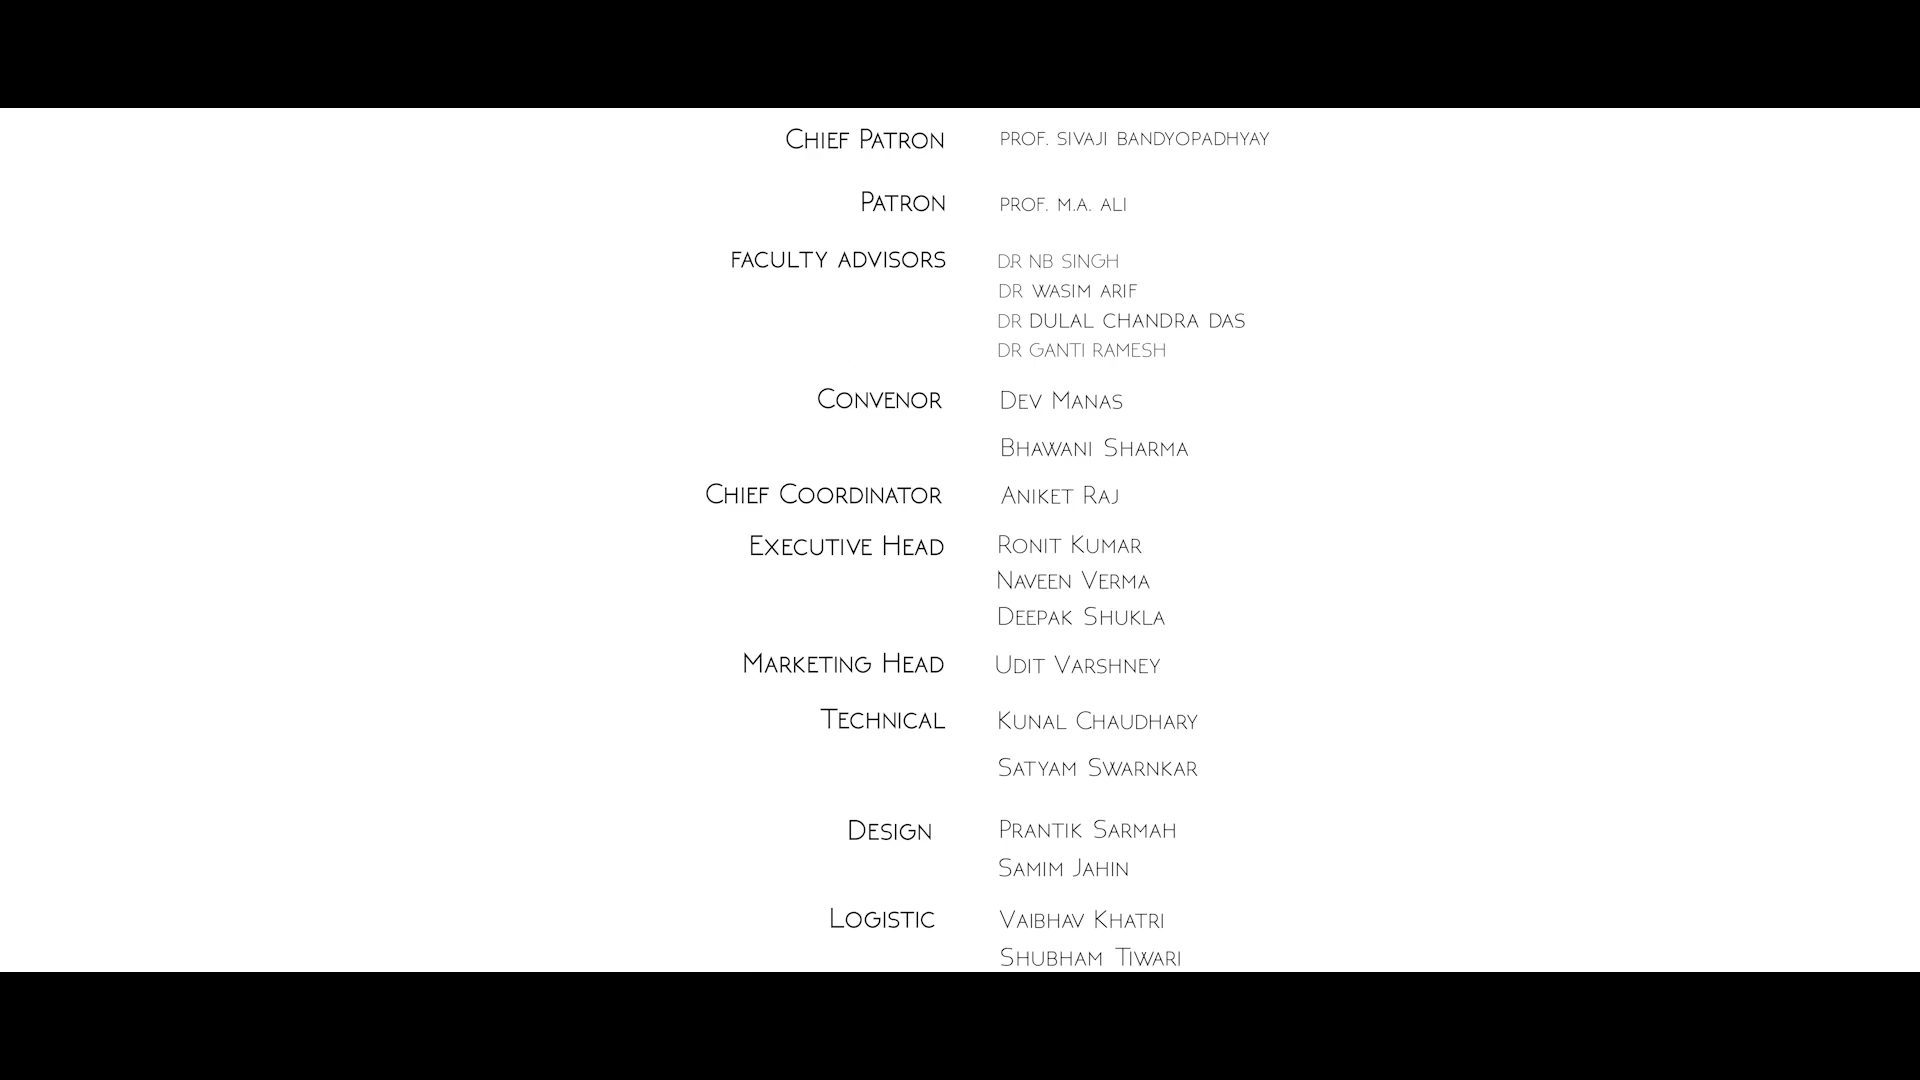 Chief Patron PROF. SIVAJI BANDYOPADHYAY
Patron PROF. M.A. ALI
FACULTY ADVISORS DR NB SINGH
DR WASIM ARIF
DR DULAL CHANDRA DAS
DR GANTI RAMESH
Convenor Dev Manas
Bhawani Sharma
Chief Coordinator Aniket Raj
Executive Head Ronit Kumar
Naveen Verma
Deepak Shukla
Marketing Head Udit Varshney
Technical Kunal Chaudhary
Satyam Swarnkar
Design Prantik Sarmah
Samim Jahin
Logistic Vaibhav Khatri
Shubham Tiwari